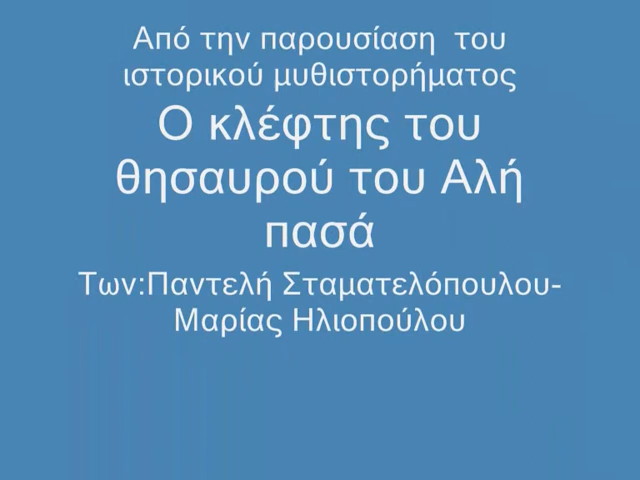 Από την παρουσίαση  του
ιστορικού μυθιστορήματος
Ο κλέφτης του
θησαυρού του Αλή
πασά
Των:Παντελή Σταματελόπουλου-
Μαρίας Ηλιοπούλου